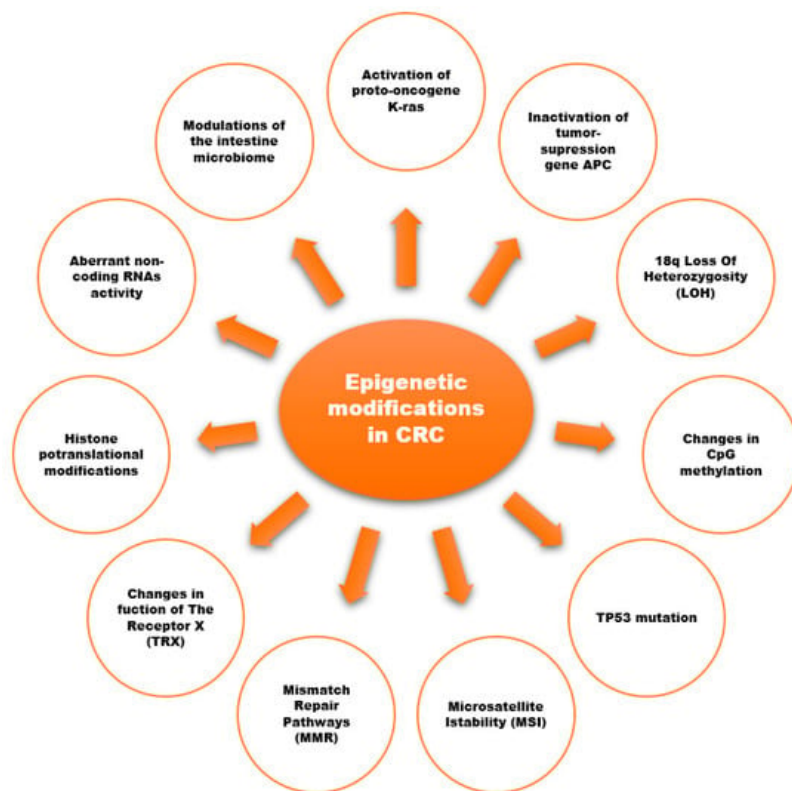 Activation of
proto-oncogene
K-ras
Inactivation of
tumor-
supression
gene APC
18q Loss Of
Heterozygosity
(LOH)
Changes in
CpG
methylation
TP53 mutation
Microsatellite
Istability (MSI)
Mismatch
Repair
Pathways
(MMR)
Changes in
fuction of The
Receptor X
(TRX)
Histone
potranslational
modifications
Aberrant non-
coding RNAs
activity
Modulations of
the intestine
microbiome
Epigenetic
modifications
in CRC